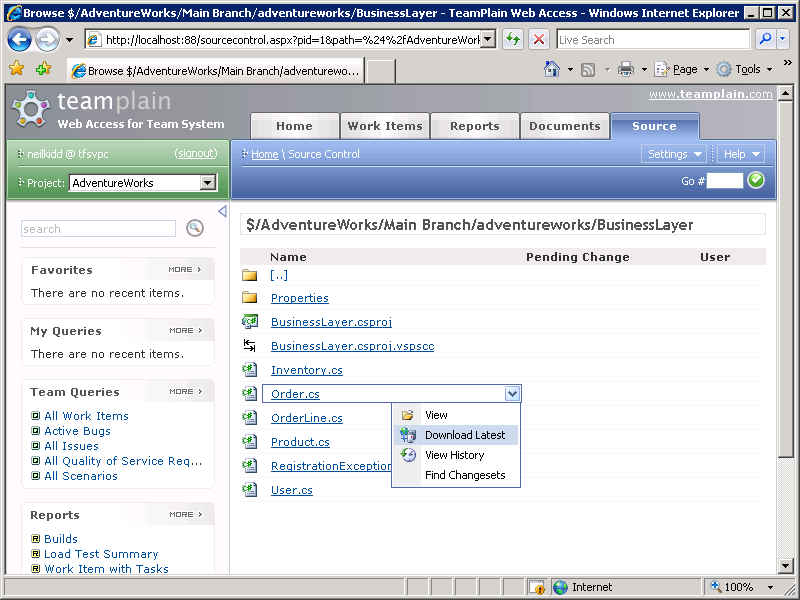 Browse $/AdventureWorks/Main Branch/adventureworks/BusinessLayer - TeamPlain Web Access - Windows Internet Explorer
http://localhost:88/sourcecontrol.aspx?pid=1&path=%24%2fAdventureWork
Live Search
Browse $/AdventureWorks/Main Branch/adventurewo...
Page
Tools
teamplain
Web Access for Team System
www.teamplain.com
Home
Work Items
Reports
Documents
Source
neilkidd @ tfsvpc
(signout)
Home \ Source Control
Settings
Help
Project: AdventureWorks
Go #
search
$/AdventureWorks/Main Branch/adventureworks/BusinessLayer
Favorites
MORE >
There are no recent items.
My Queries
MORE >
There are no recent items.
Team Queries
MORE >
All Work Items
Active Bugs
All Issues
All Quality of Service Req...
All Scenarios
Reports
MORE >
Builds
Load Test Summary
Work Item with Tasks
Name
Pending Change
User
[..]
Properties
BusinessLayer.csproj
BusinessLayer.csproj.vspscc
Inventory.cs
Order.cs
OrderLine.cs
Product.cs
RegistrationException
User.cs
View
Download Latest
View History
Find Changesets
Internet
100%